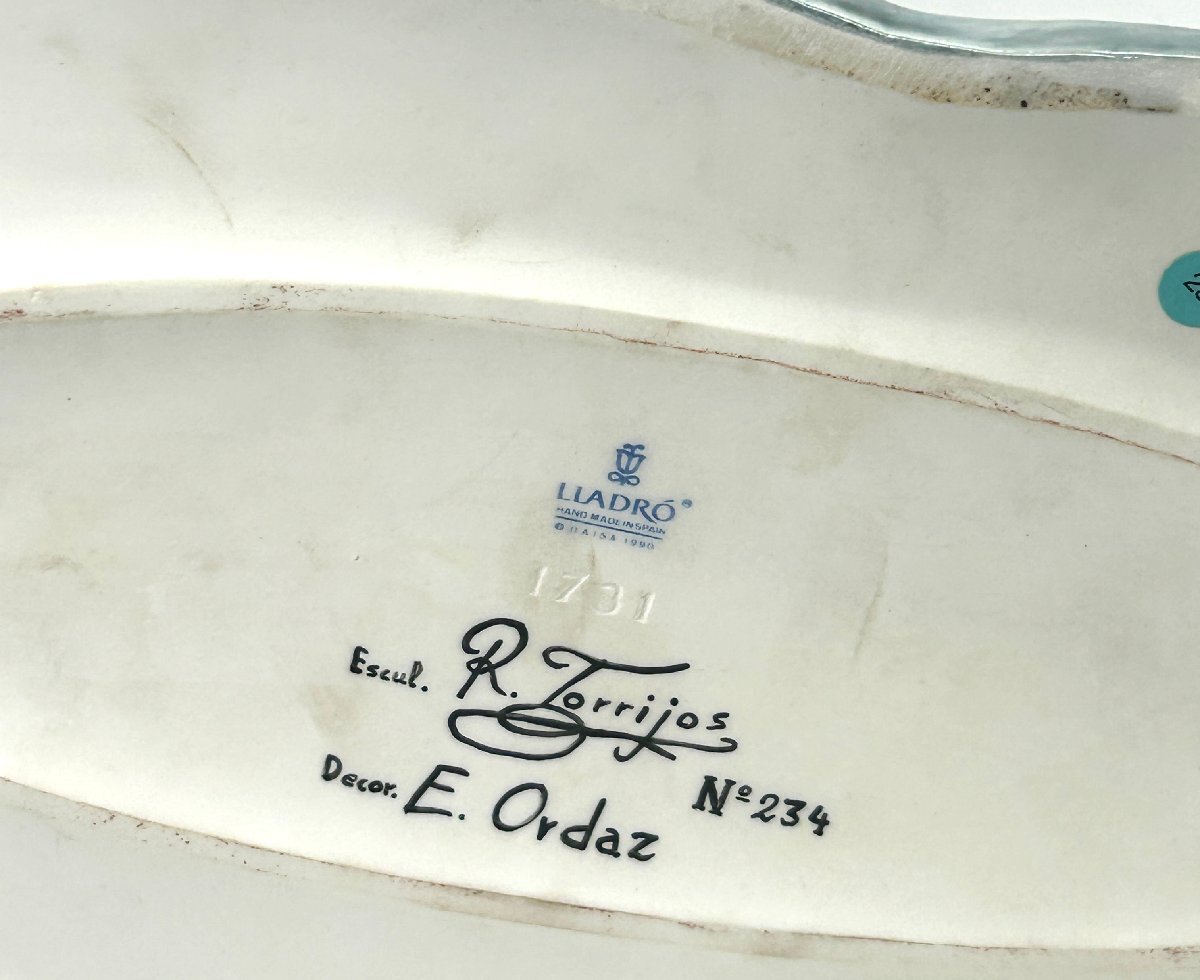 LLADRÓ®
HAND MADE IN SPAIN
© DAISA 1990
1731
Escul. R. Torrijos
Decor. E. Ordaz
Nº 234